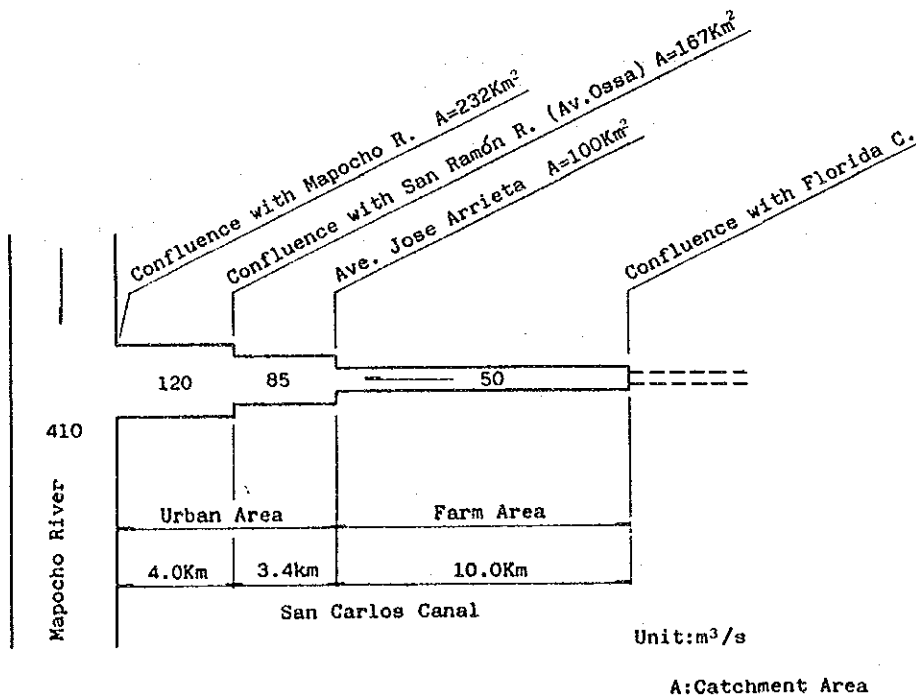 Confluence with Mapocho R. A=232Km²
Confluence with San Ramón R. (Av.Ossa) A=167Km²
Ave. Jose Arrieta A=100Km²
Confluence with Florida C.
120
85
50
410
Mapocho River
Urban Area
Farm Area
4.0Km
3.4km
10.0Km
San Carlos Canal
Unit:m³/s
A:Catchment Area